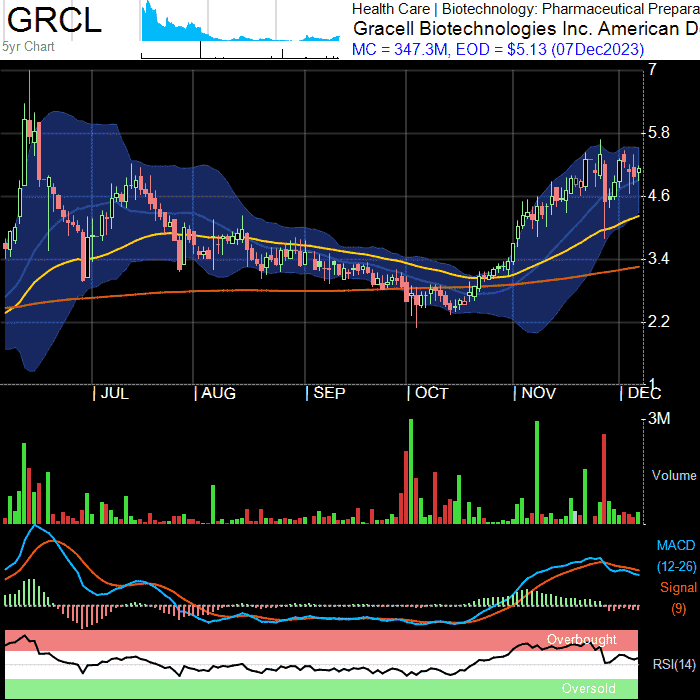 GRCL
5yr Chart
Health Care | Biotechnology: Pharmaceutical Prepara
Gracell Biotechnologies Inc. American D
MC = 347.3M, EOD = $5.13 (07Dec2023)
7
5.8
4.6
3.4
2.2
1
| JUL | AUG | SEP | OCT | NOV | DEC
3M
Volume
MACD
(12-26)
Signal
(9)
Overbought
RSI(14)
Oversold